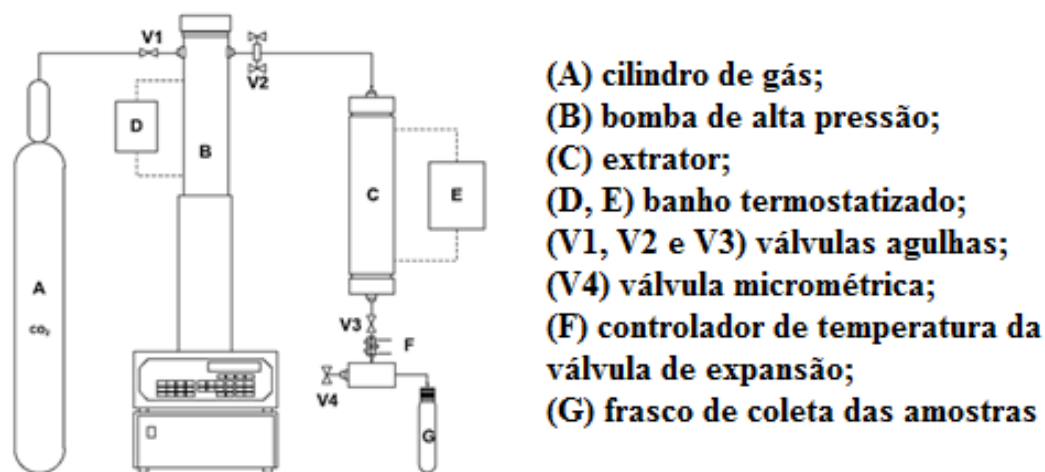 V1
V2
D
B
C
E
A
CO₂
V3
F
V4
G
(A) cilindro de gás;
(B) bomba de alta pressão;
(C) extrator;
(D, E) banho termostatizado;
(V1, V2 e V3) válvulas agulhas;
(V4) válvula micrométrica;
(F) controlador de temperatura da
válvula de expansão;
(G) frasco de coleta das amostras